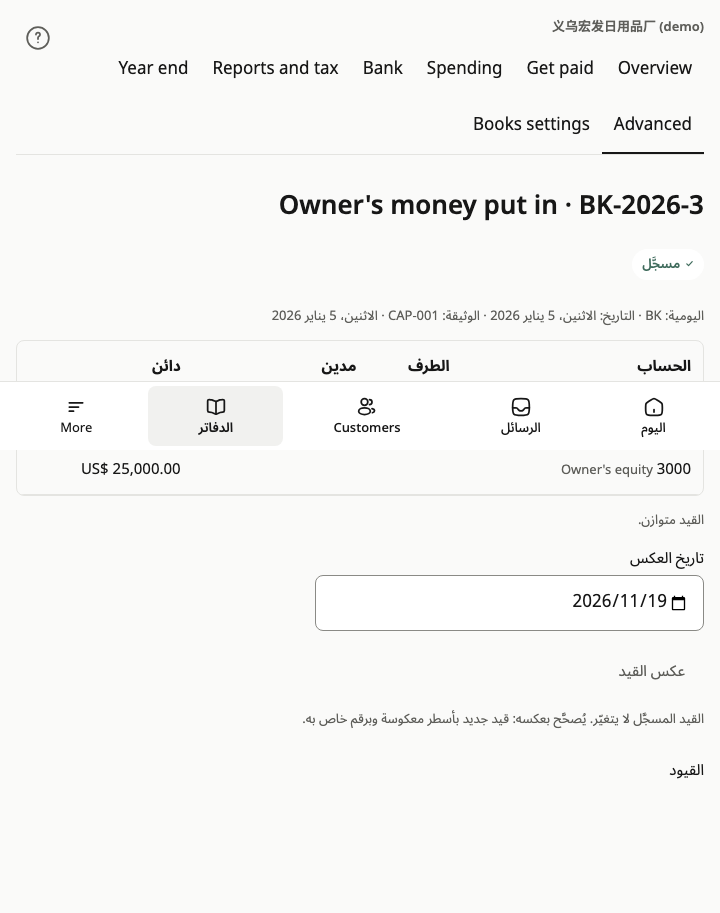 义乌宏发日用品厂 (demo)
Overview Get paid Spending Bank Reports and tax Year end
Advanced Books settings
Owner's money put in · BK-2026-3
مسجَّل
اليومية: BK · التاريخ: الاثنين، 5 يناير 2026 · الوثيقة: CAP-001 · الاثنين، 5 يناير 2026
الحساب الطرف مدين دائن
اليوم الرسائل Customers الدفاتر More
3000 Owner's equity US$ 25,000.00
القيد متوازن.
تاريخ العكس
2026/11/19
عكس القيد
القيد المسجَّل لا يتغيّر. يُصحَّح بعكسه: قيد جديد بأسطر معكوسة وبرقم خاص به.
القيود